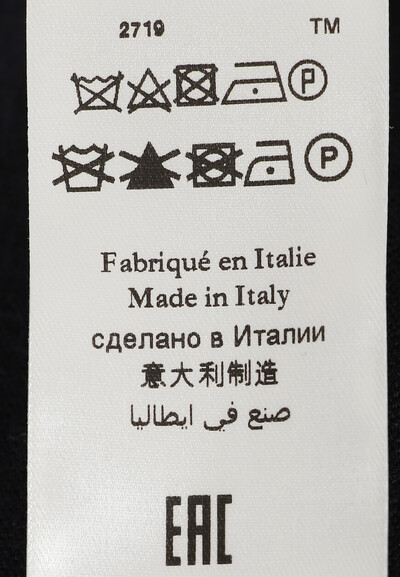 2719 TM
P
P
Fabriqué en Italie
Made in Italy
сделано в Италии
意大利制造
صنع في ايطاليا
EAC